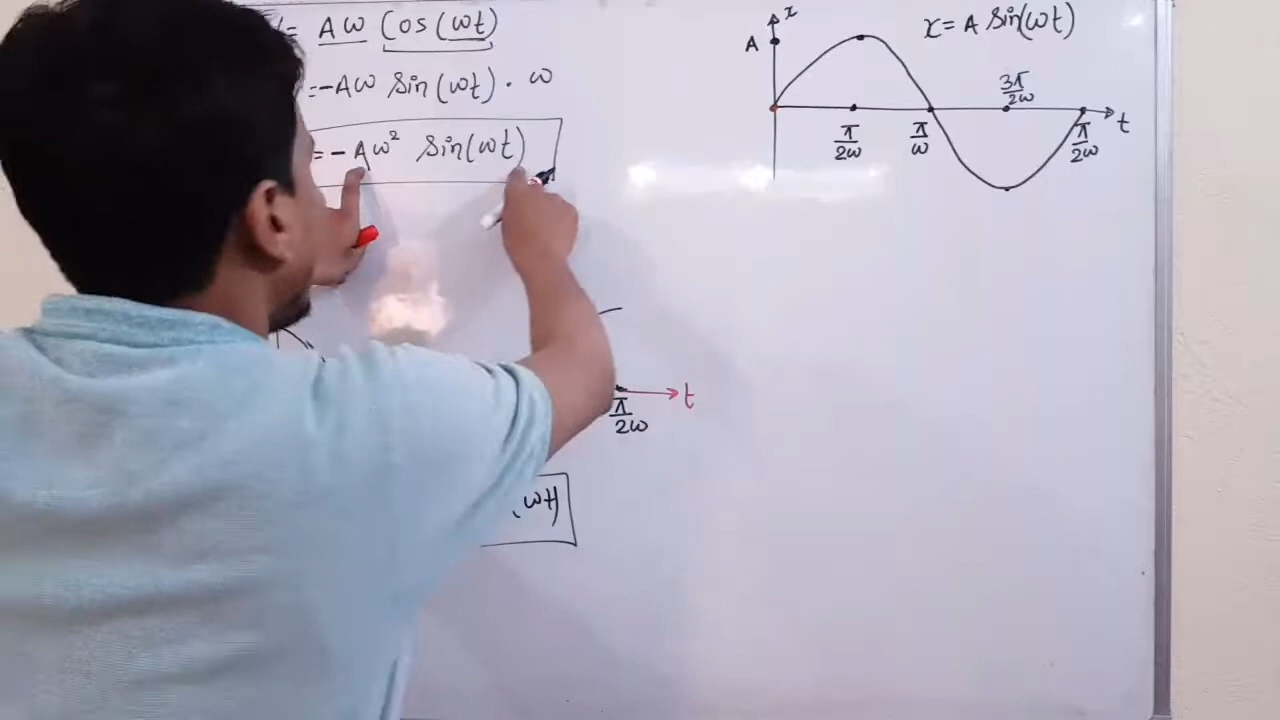 = Aω Cos(ωt)
= -Aω Sin(ωt) · ω
= -Aω² Sin(ωt)
π/2ω
t
ωt)
x
x = A Sin(ωt)
A
3π/2ω
π/2ω
π/ω
π/2ω
t